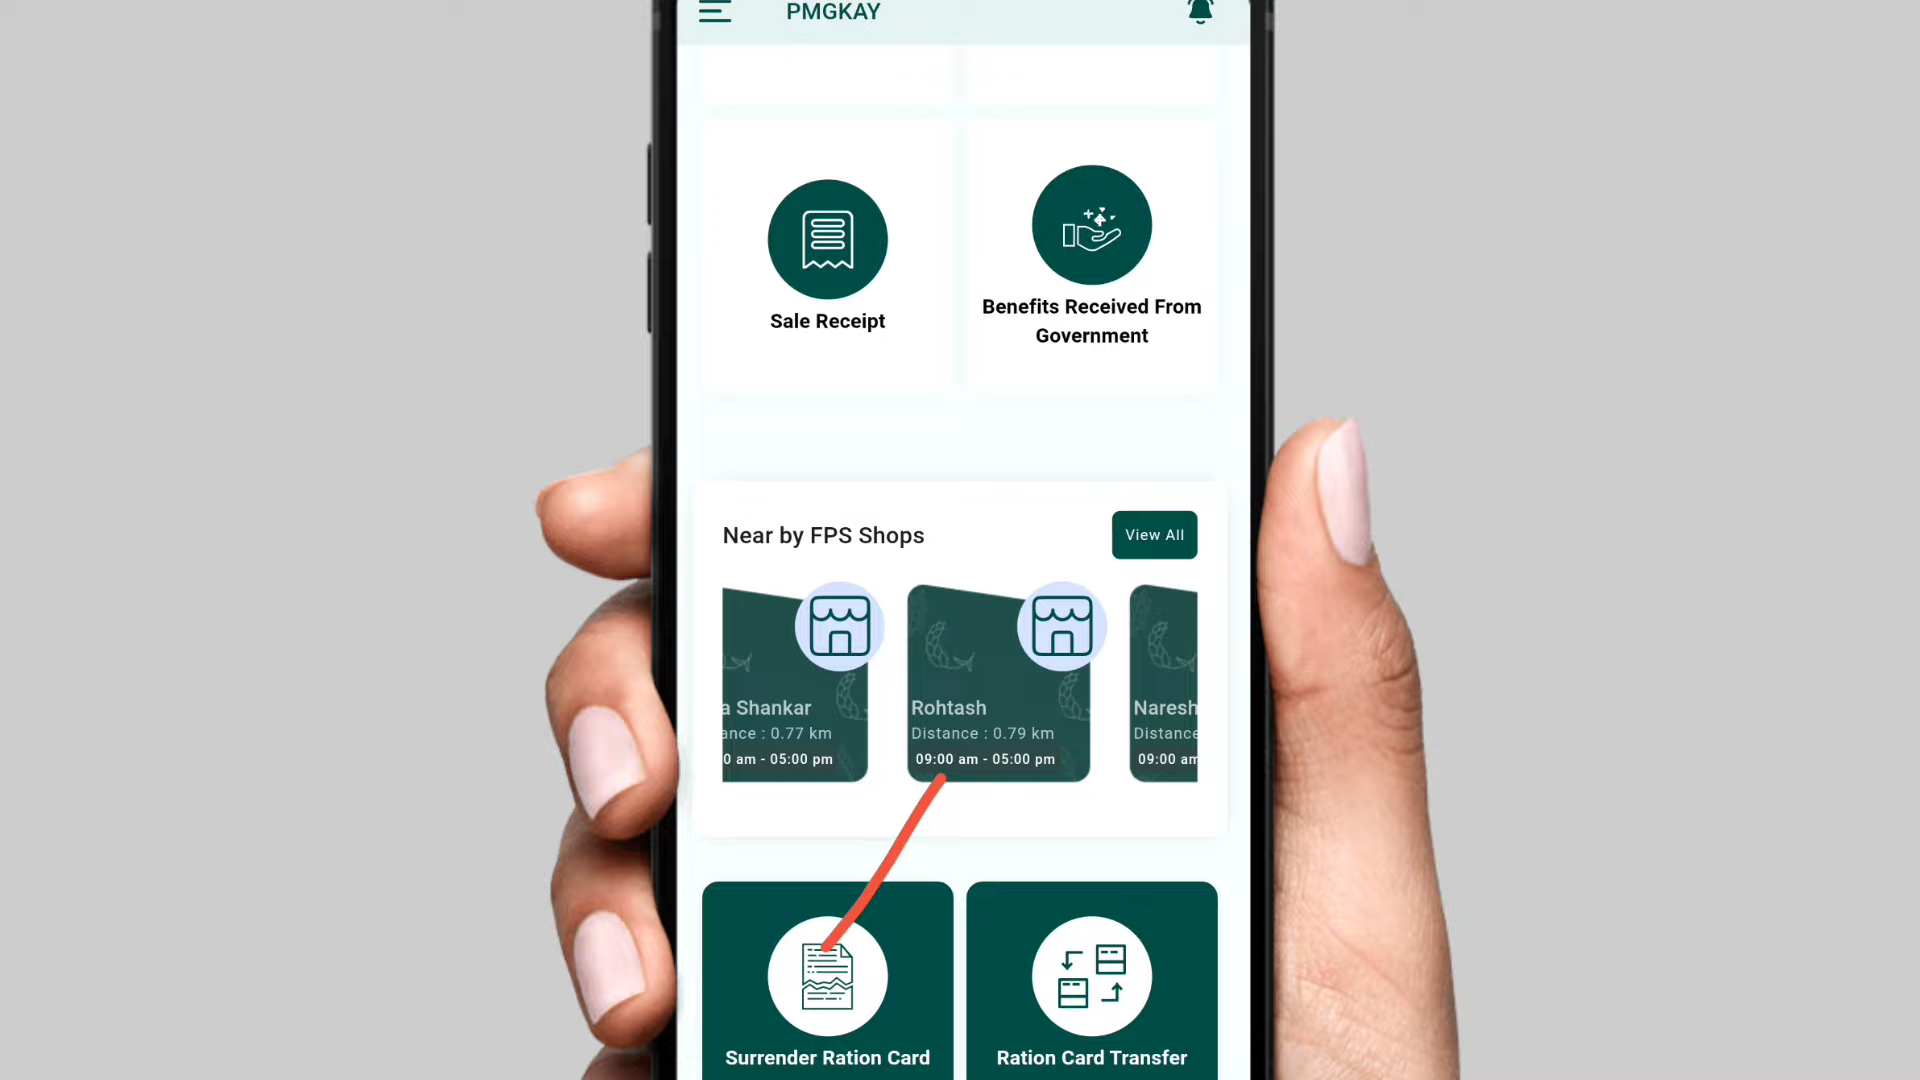 PMGKAY
Sale Receipt
Benefits Received From
Government
Near by FPS Shops
View All
a Shankar
ance : 0.77 km
0 am - 05:00 pm
Rohtash
Distance : 0.79 km
09:00 am - 05:00 pm
Naresh
Distance
09:00 am
Surrender Ration Card
Ration Card Transfer